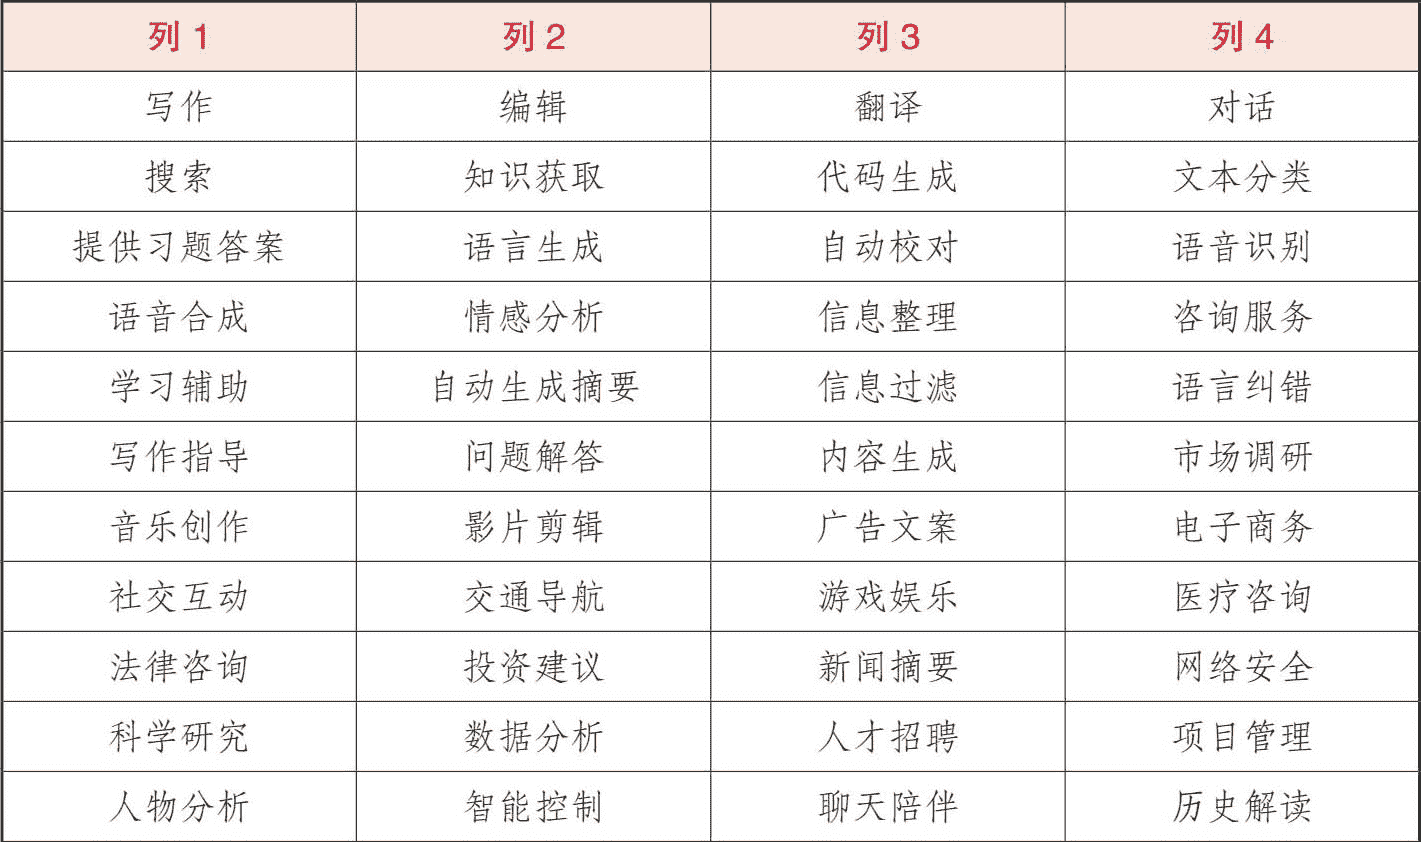 列 1 列 2 列 3 列 4
写作 编辑 翻译 对话
搜索 知识获取 代码生成 文本分类
提供习题答案 语言生成 自动校对 语音识别
语音合成 情感分析 信息整理 咨询服务
学习辅助 自动生成摘要 信息过滤 语言纠错
写作指导 问题解答 内容生成 市场调研
音乐创作 影片剪辑 广告文案 电子商务
社交互动 交通导航 游戏娱乐 医疗咨询
法律咨询 投资建议 新闻摘要 网络安全
科学研究 数据分析 人才招聘 项目管理
人物分析 智能控制 聊天陪伴 历史解读